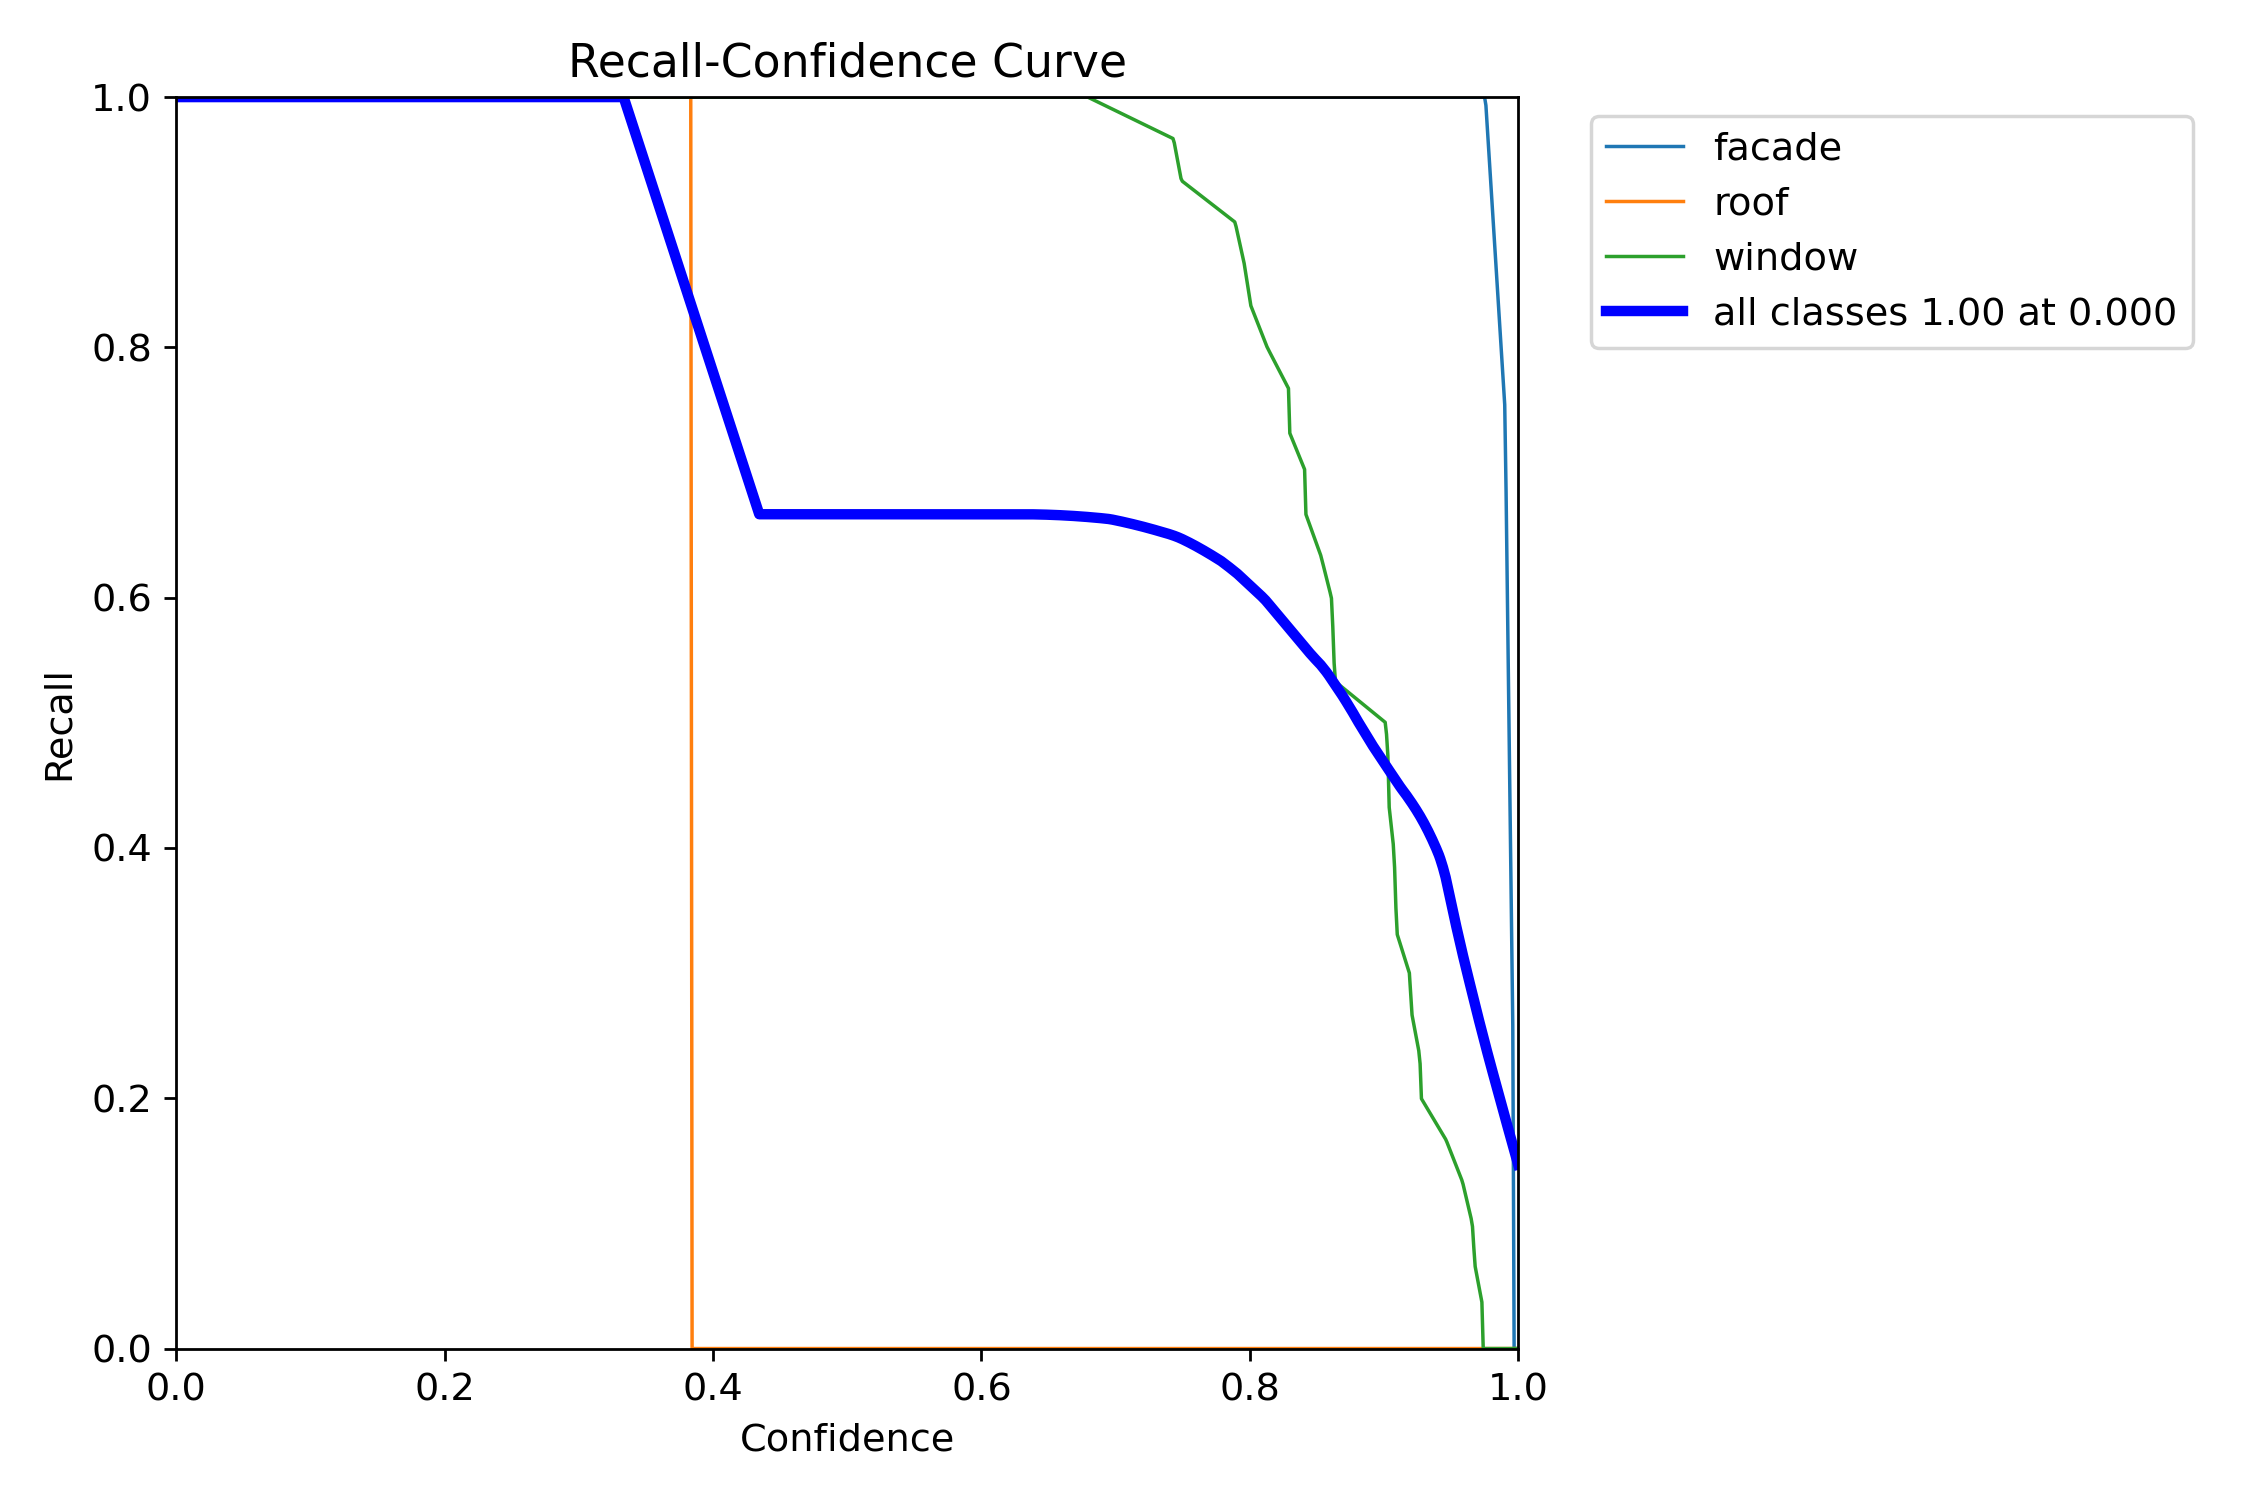 Recall-Confidence Curve
1.0
0.8
0.6
0.4
0.2
0.0
Recall
0.0 0.2 0.4 0.6 0.8 1.0
Confidence
facade
roof
window
all classes 1.00 at 0.000